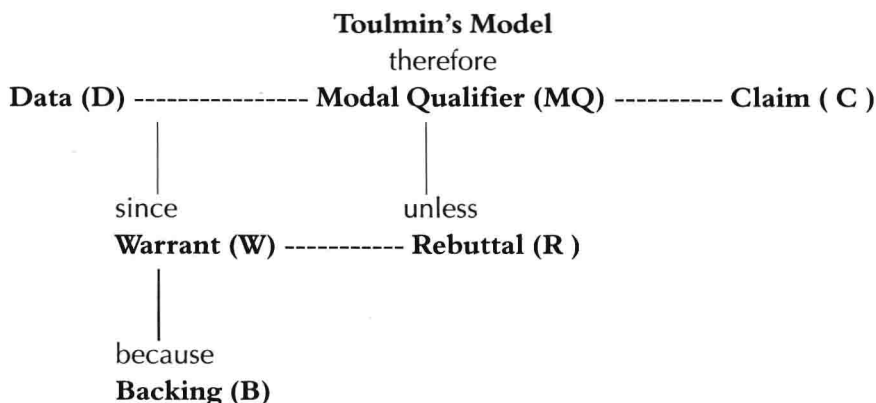 Toulmin's Model
therefore
Data (D) ---------------- Modal Qualifier (MQ) ---------- Claim ( C )
since unless
Warrant (W) ----------- Rebuttal (R )
because
Backing (B)